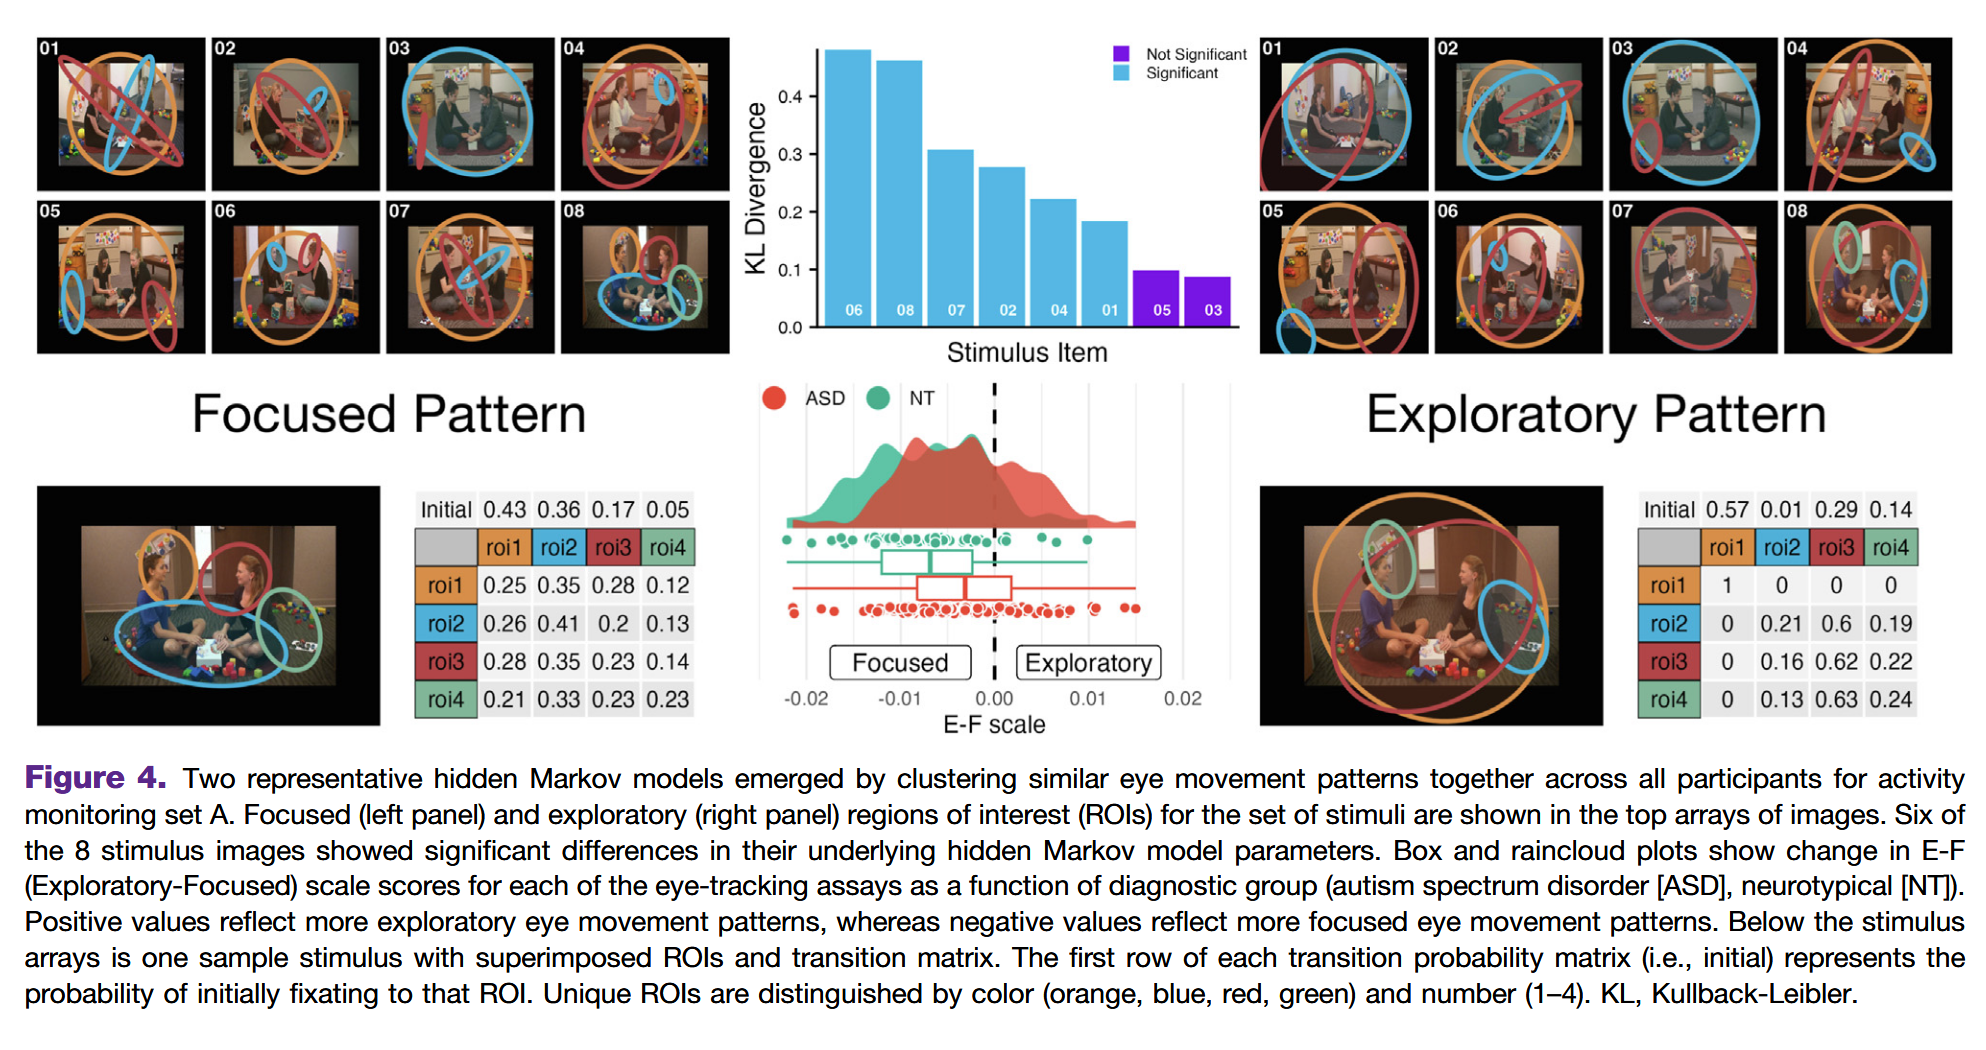 01 02 03 04
05 06 07 08
Focused Pattern
Initial 0.43 0.36 0.17 0.05
roi1 roi2 roi3 roi4
roi1 0.25 0.35 0.28 0.12
roi2 0.26 0.41 0.2 0.13
roi3 0.28 0.35 0.23 0.14
roi4 0.21 0.33 0.23 0.23
KL Divergence
0.4
0.3
0.2
0.1
0.0
Not Significant
Significant
06 08 07 02 04 01 05 03
Stimulus Item
ASD NT
Focused Exploratory
-0.02 -0.01 0.00 0.01 0.02
E-F scale
01 02 03 04
05 06 07 08
Exploratory Pattern
Initial 0.57 0.01 0.29 0.14
roi1 roi2 roi3 roi4
roi1 1 0 0 0
roi2 0 0.21 0.6 0.19
roi3 0 0.16 0.62 0.22
roi4 0 0.13 0.63 0.24
Figure 4. Two representative hidden Markov models emerged by clustering similar eye movement patterns together across all participants for activity
monitoring set A. Focused (left panel) and exploratory (right panel) regions of interest (ROIs) for the set of stimuli are shown in the top arrays of images. Six of
the 8 stimulus images showed significant differences in their underlying hidden Markov model parameters. Box and raincloud plots show change in E-F
(Exploratory-Focused) scale scores for each of the eye-tracking assays as a function of diagnostic group (autism spectrum disorder [ASD], neurotypical [NT]).
Positive values reflect more exploratory eye movement patterns, whereas negative values reflect more focused eye movement patterns. Below the stimulus
arrays is one sample stimulus with superimposed ROIs and transition matrix. The first row of each transition probability matrix (i.e., initial) represents the
probability of initially fixating to that ROI. Unique ROIs are distinguished by color (orange, blue, red, green) and number (1–4). KL, Kullback-Leibler.